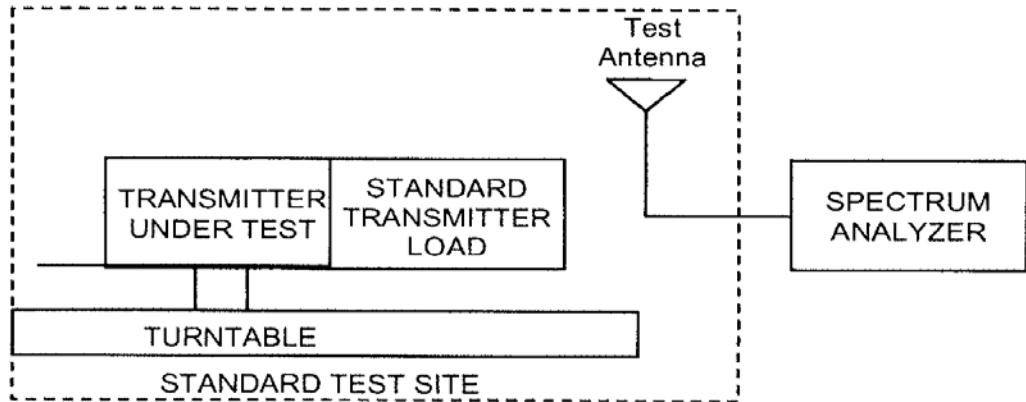 Test
Antenna
TRANSMITTER
UNDER TEST
STANDARD
TRANSMITTER
LOAD
SPECTRUM
ANALYZER
TURNTABLE
STANDARD TEST SITE